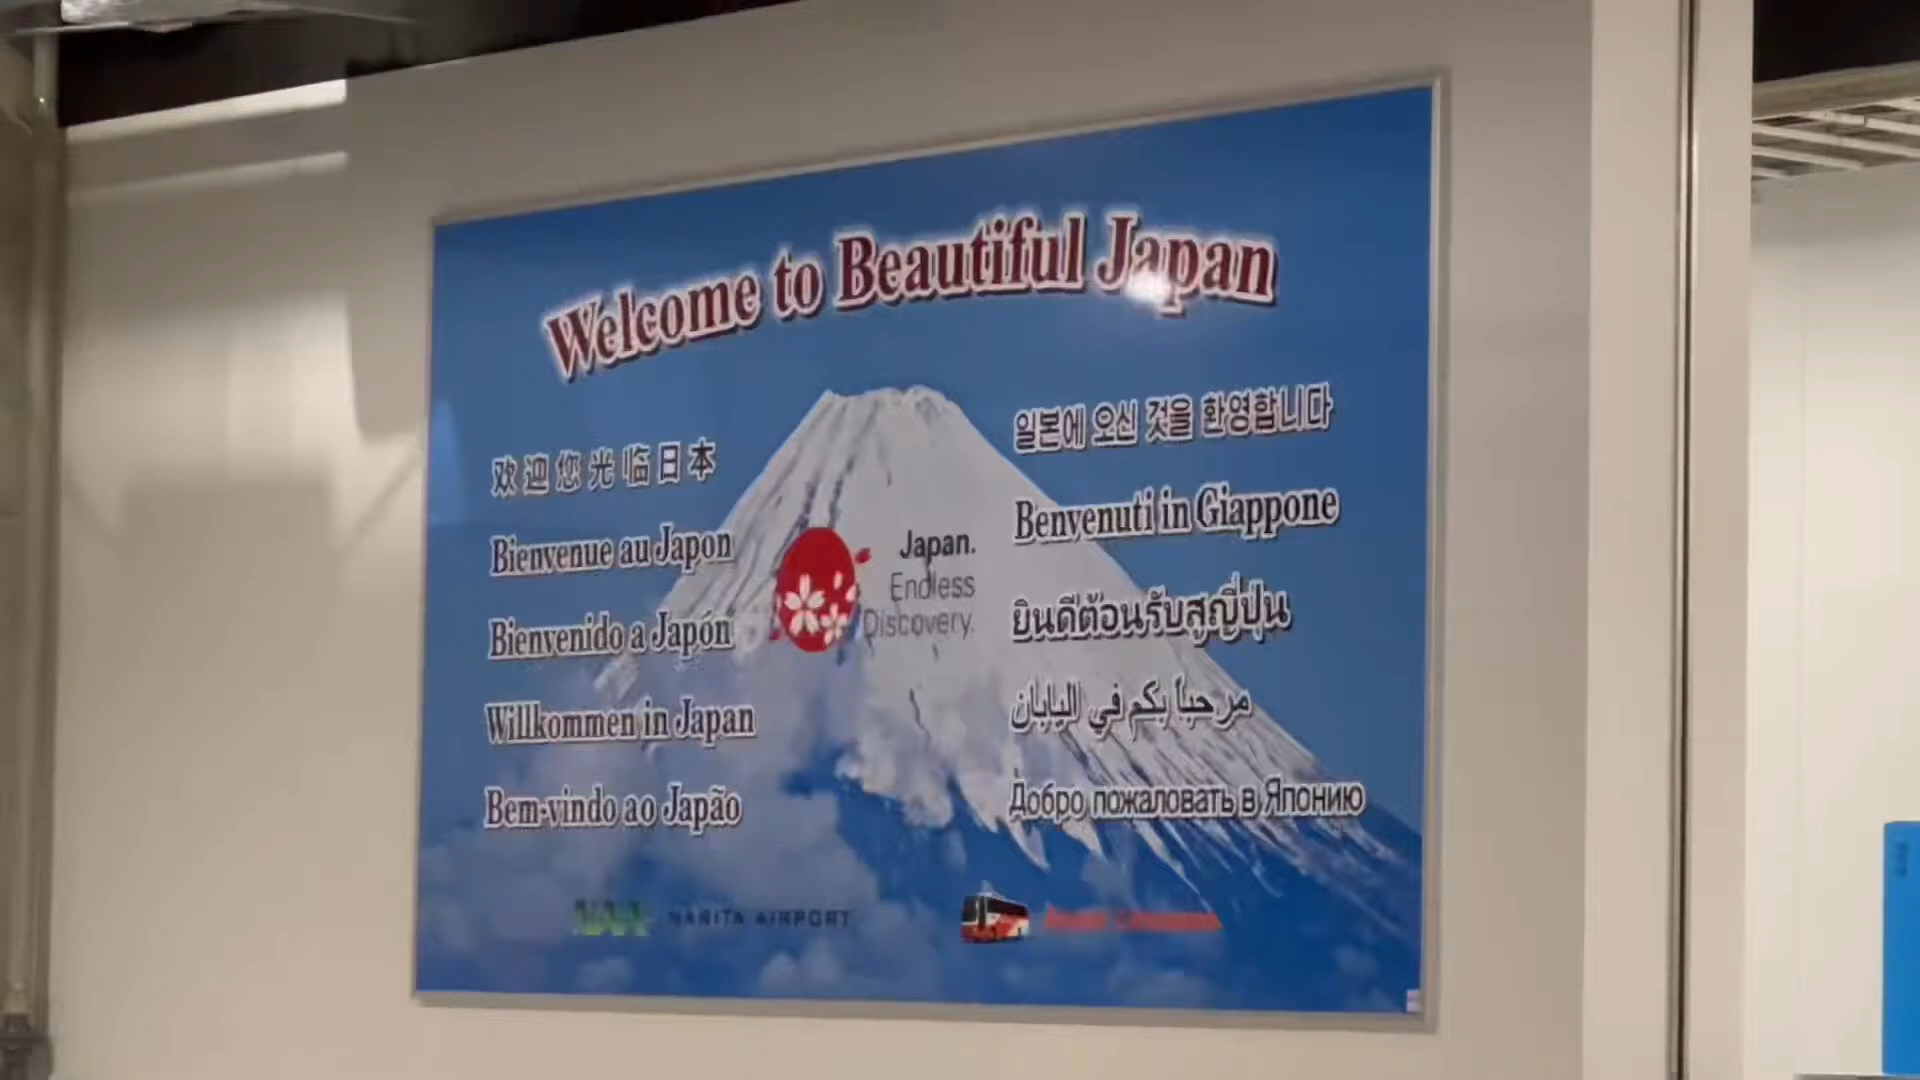 Welcome to Beautiful Japan
欢迎您光临日本
Bienvenue au Japon
Bienvenido a Japón
Willkommen in Japan
Bem-vindo ao Japão
Japan.
Endless
Discovery.
일본에 오신 것을 환영합니다
Benvenuti in Giappone
ยินดีต้อนรับสู่ญี่ปุ่น
مرحباً بكم في اليابان
Добро пожаловать в Японию
NARITA AIRPORT